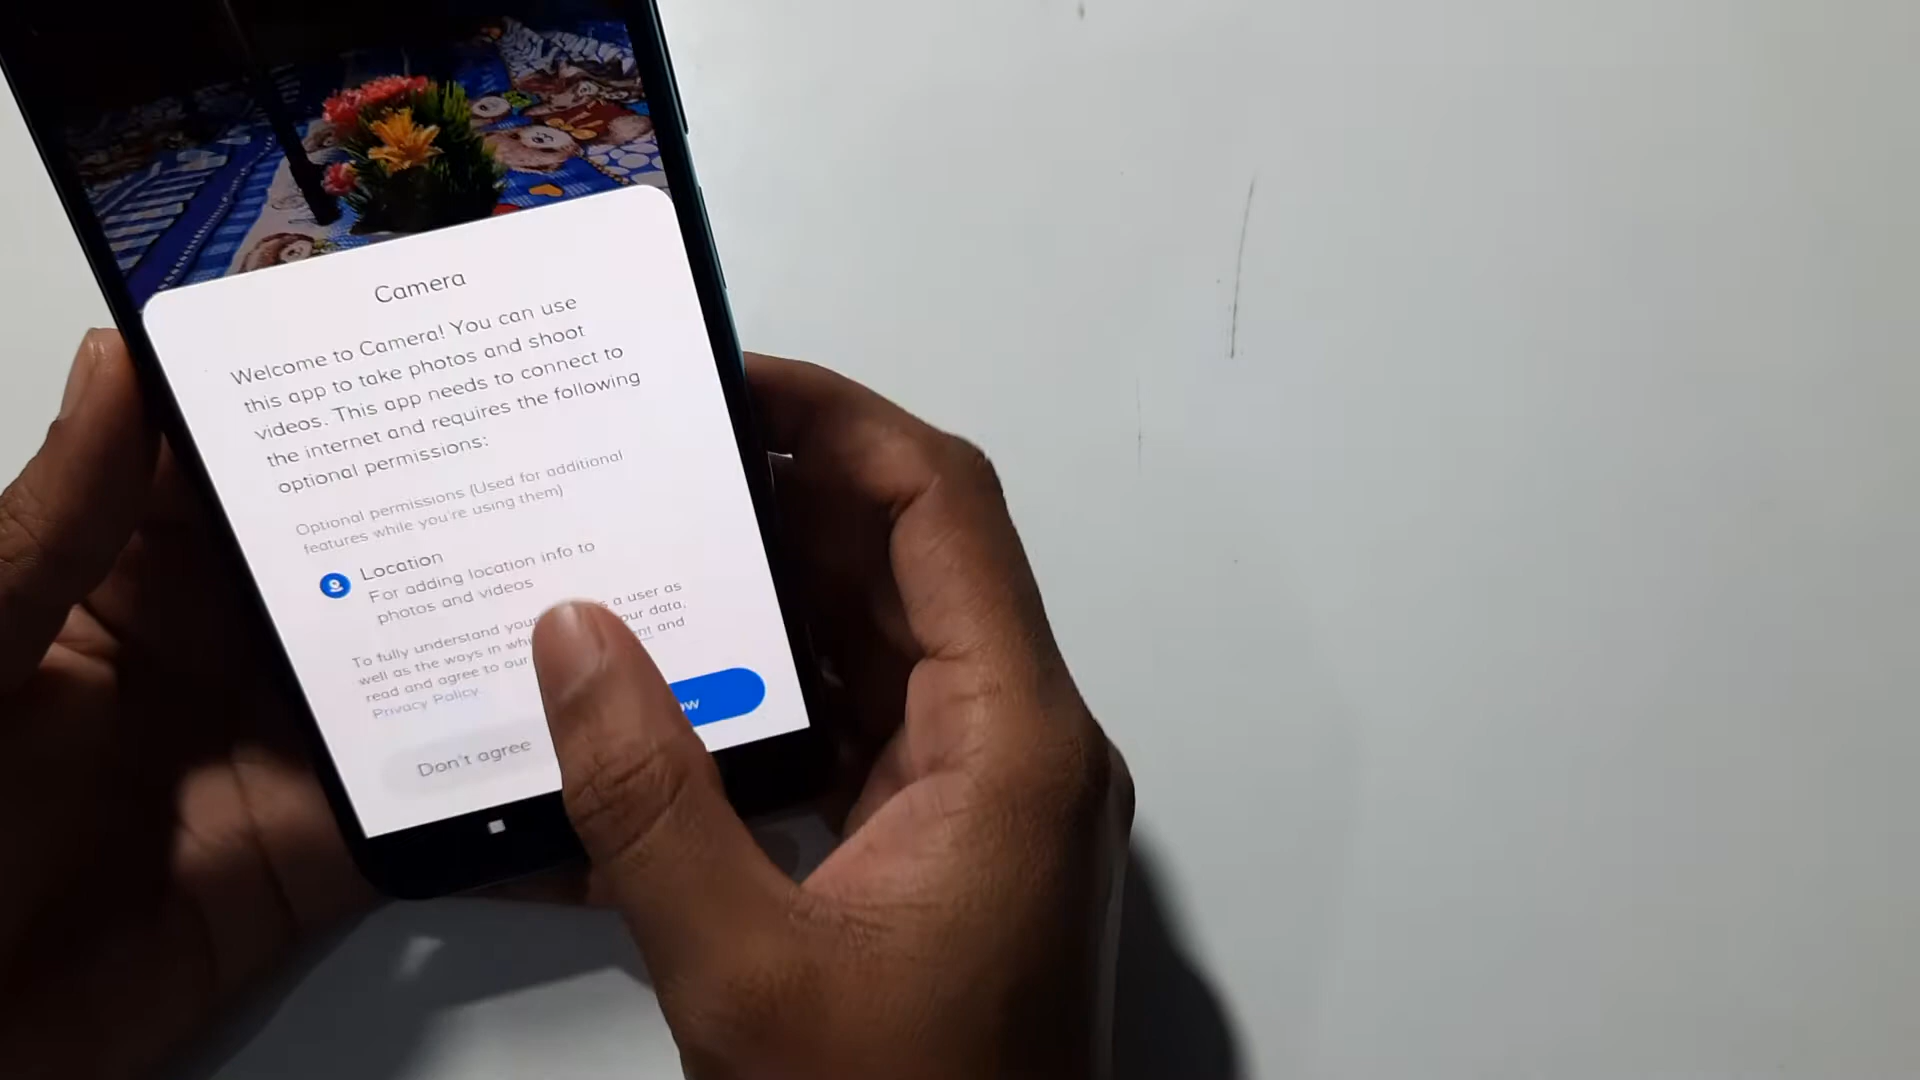 Camera
Welcome to Camera! You can use
this app to take photos and shoot
videos. This app needs to connect to
the internet and requires the following
optional permissions:
Optional permissions (Used for additional
features while you're using them)
Location
For adding location info to
photos and videos
To fully understand your a user as
well as the ways in our data,
read and agree to our and
Privacy Policy.
Don't agree